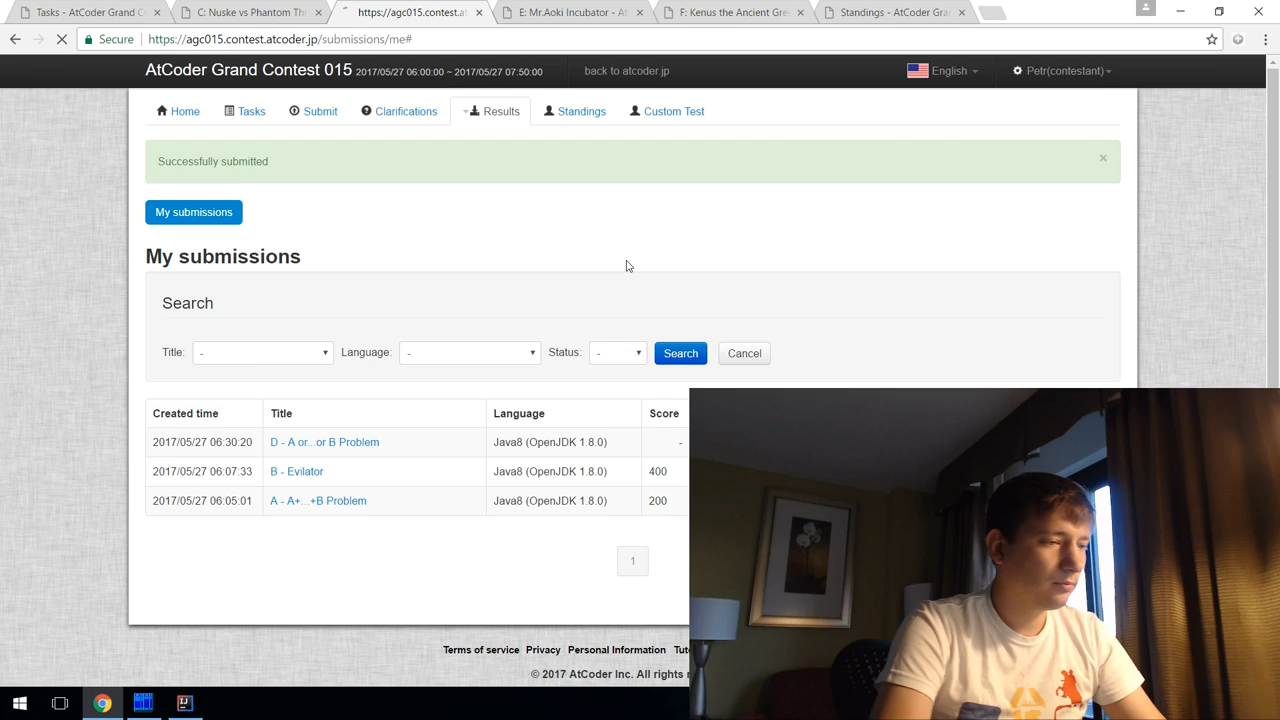 Tasks - AtCoder Grand C
C: Nuske vs Phantom Th
https://agc015.contest.at
E: Mr.Aoki Incubator - A
F: Kenus the Ancient Gre
Standings - AtCoder Gra
Secure
https://agc015.contest.atcoder.jp/submissions/me#
AtCoder Grand Contest 015 2017/05/27 06:00:00 ~ 2017/05/27 07:50:00
back to atcoder.jp
English
Petr(contestant)
Home
Tasks
Submit
Clarifications
Results
Standings
Custom Test
Successfully submitted
×
My submissions
My submissions
Search
Title: -
Language: -
Status: -
Search
Cancel
Created time Title Language Score
2017/05/27 06:30:20 D - A or...or B Problem Java8 (OpenJDK 1.8.0) -
2017/05/27 06:07:33 B - Evilator Java8 (OpenJDK 1.8.0) 400
2017/05/27 06:05:01 A - A+...+B Problem Java8 (OpenJDK 1.8.0) 200
1
Terms of service Privacy Personal Information Tut
© 2017 AtCoder Inc. All rights r